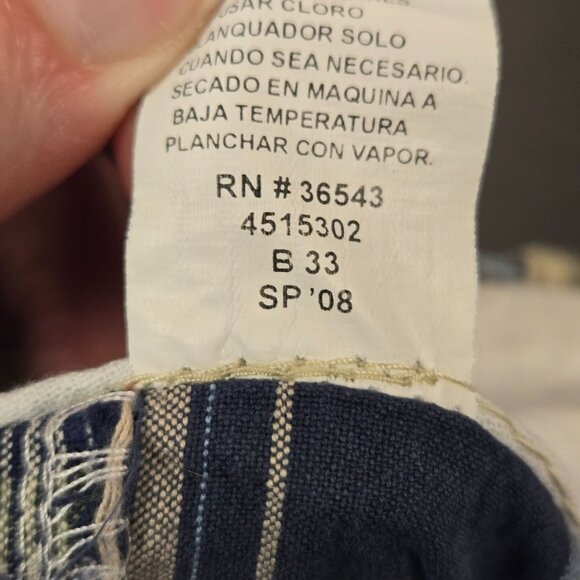 USAR CLORO
BLANQUADOR SOLO
CUANDO SEA NECESARIO.
SECADO EN MAQUINA A
BAJA TEMPERATURA
PLANCHAR CON VAPOR.
RN # 36543
4515302
B 33
SP '08